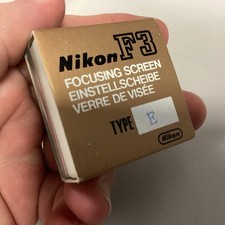 Nikon F3
FOCUSING SCREEN
EINSTELLSCHEIBE
VERRE DE VISÉE
TYPE E
Nikon